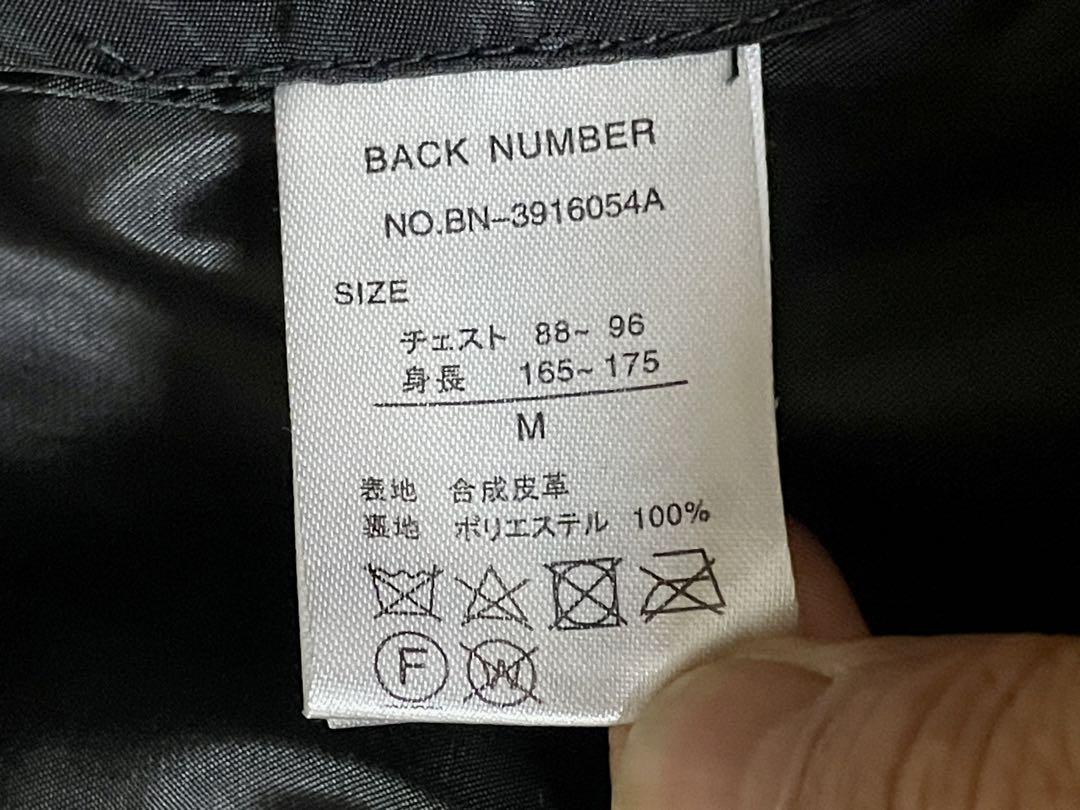 BACK NUMBER
NO.BN-3916054A
SIZE
チェスト 88~ 96
身長 165~175
M
表地 合成皮革
裏地 ポリエステル 100%
F
W